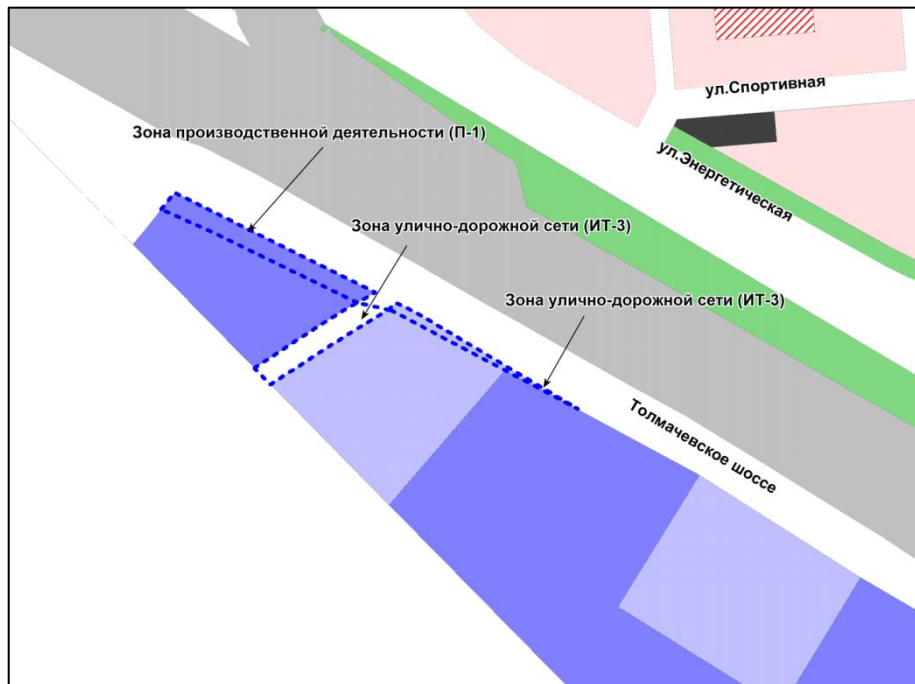 ул.Спортивная
Зона производственной деятельности (П-1)
ул.Энергетическая
Зона улично-дорожной сети (ИТ-3)
Зона улично-дорожной сети (ИТ-3)
Толмачевское шоссе